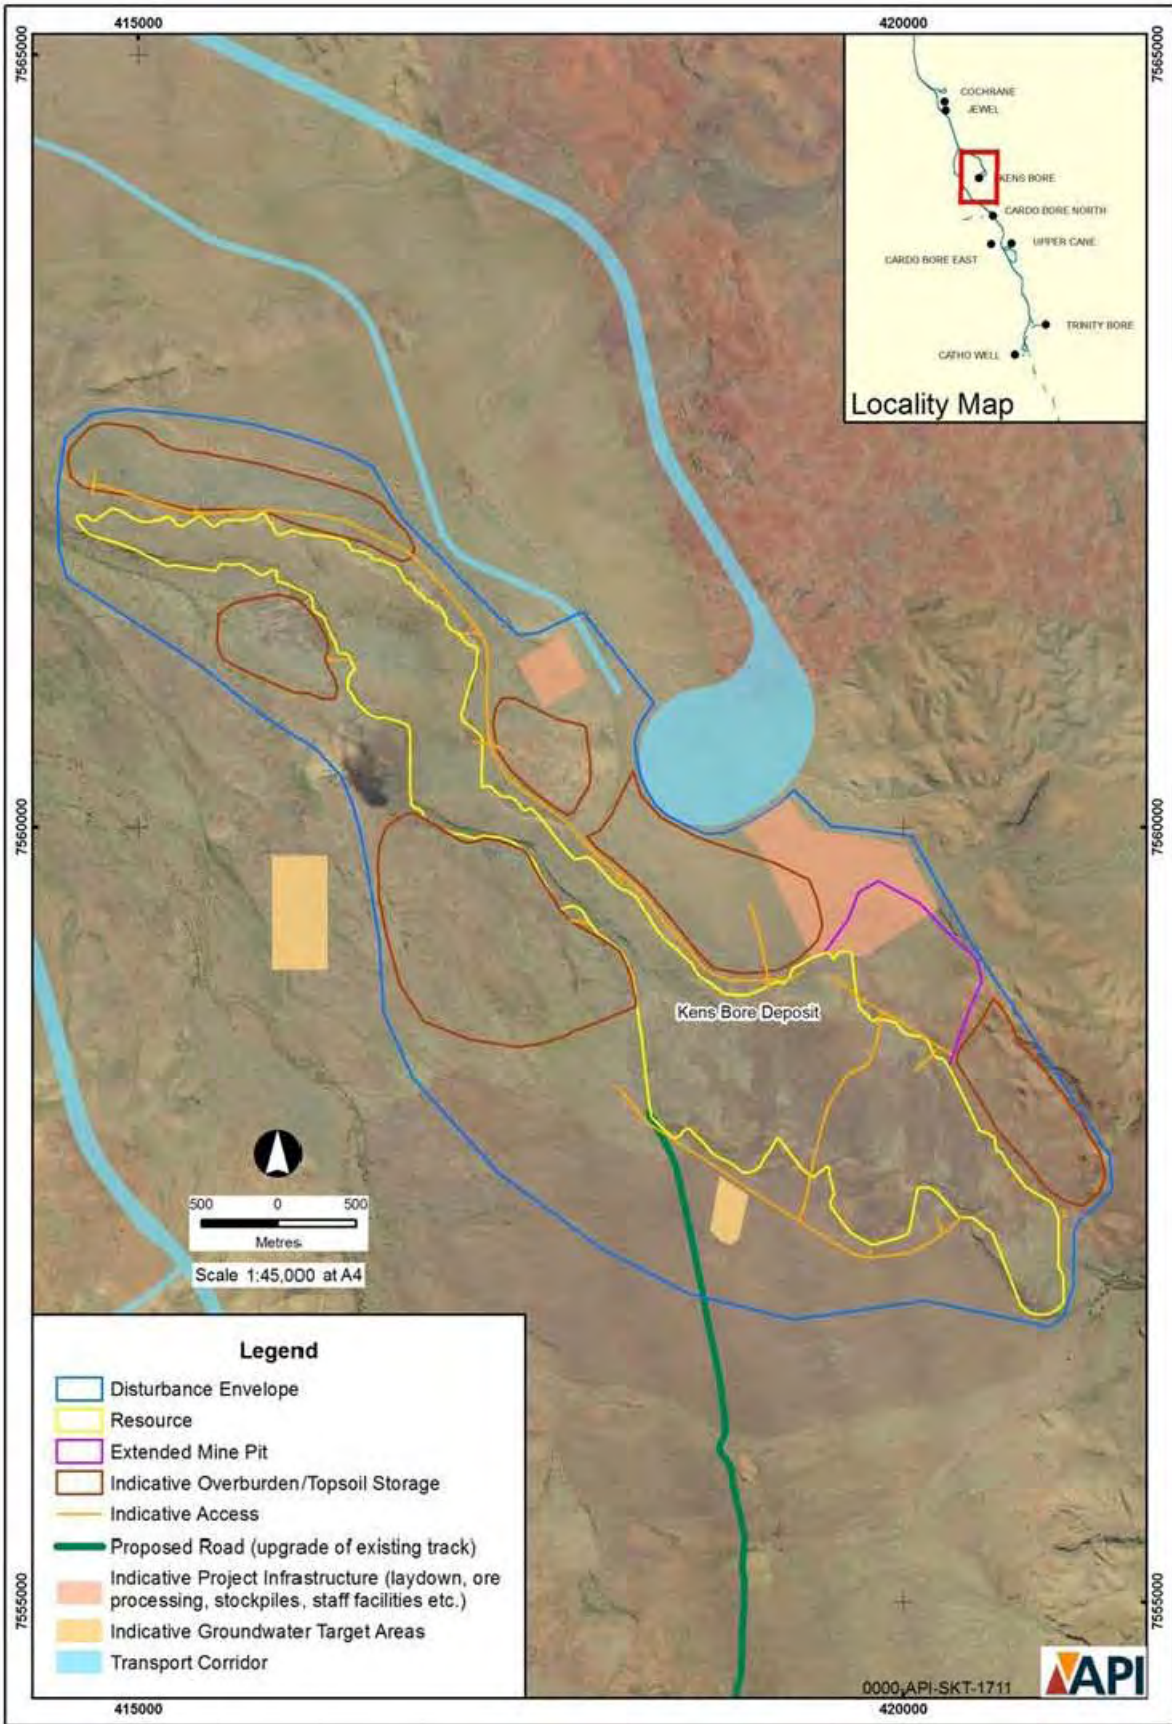 415000
420000
7565000
7565000
COCHRANE
JEWEL
KENS BORE
CARDO BORE NORTH
UPPER CANE
CARDO BORE EAST
TRINITY BORE
CATHO WELL
Locality Map
7560000
7560000
Kens Bore Deposit
500 0 500
Metres
Scale 1:45,000 at A4
Legend
Disturbance Envelope
Resource
Extended Mine Pit
Indicative Overburden/Topsoil Storage
Indicative Access
Proposed Road (upgrade of existing track)
Indicative Project Infrastructure (laydown, ore
processing, stockpiles, staff facilities etc.)
Indicative Groundwater Target Areas
Transport Corridor
7555000
7555000
0000-API-SKT-1711
API
415000
420000